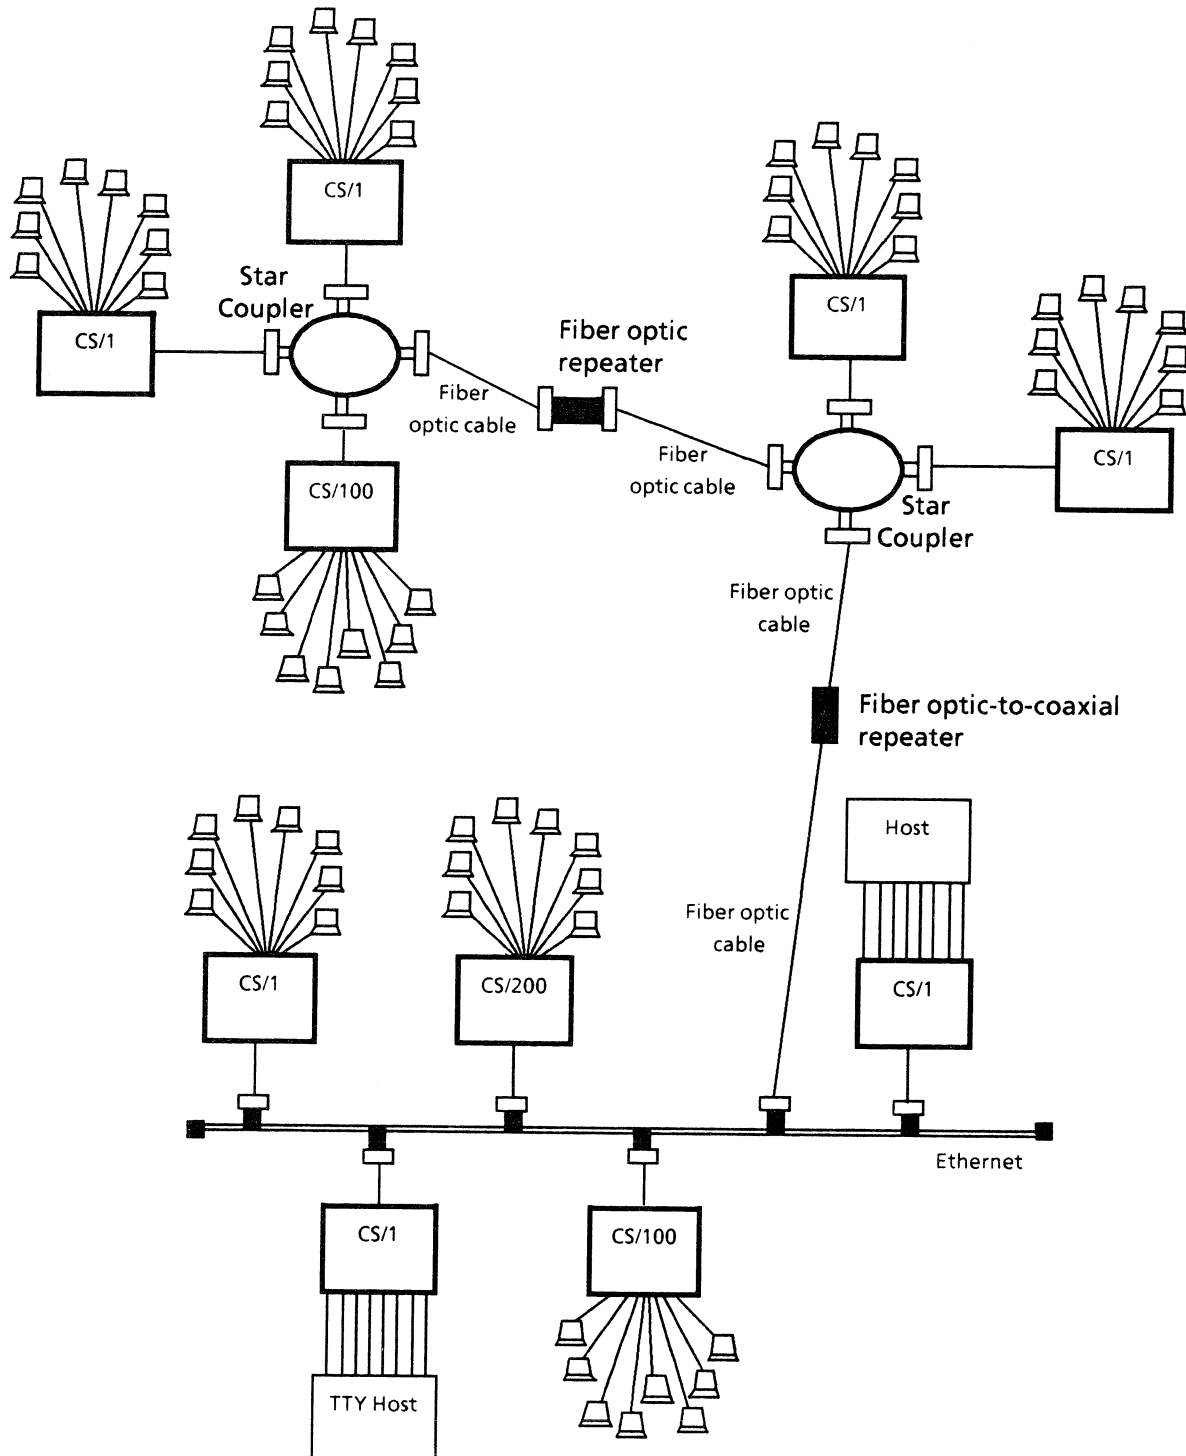 CS/1
CS/1
Star
Coupler
CS/1
Fiber optic
repeater
CS/1
Fiber
optic cable
Fiber
optic cable
CS/1
CS/100
Star
Coupler
Fiber optic
cable
Fiber optic-to-coaxial
repeater
Host
Fiber optic
cable
CS/1
CS/200
CS/1
Ethernet
CS/1
CS/100
TTY Host